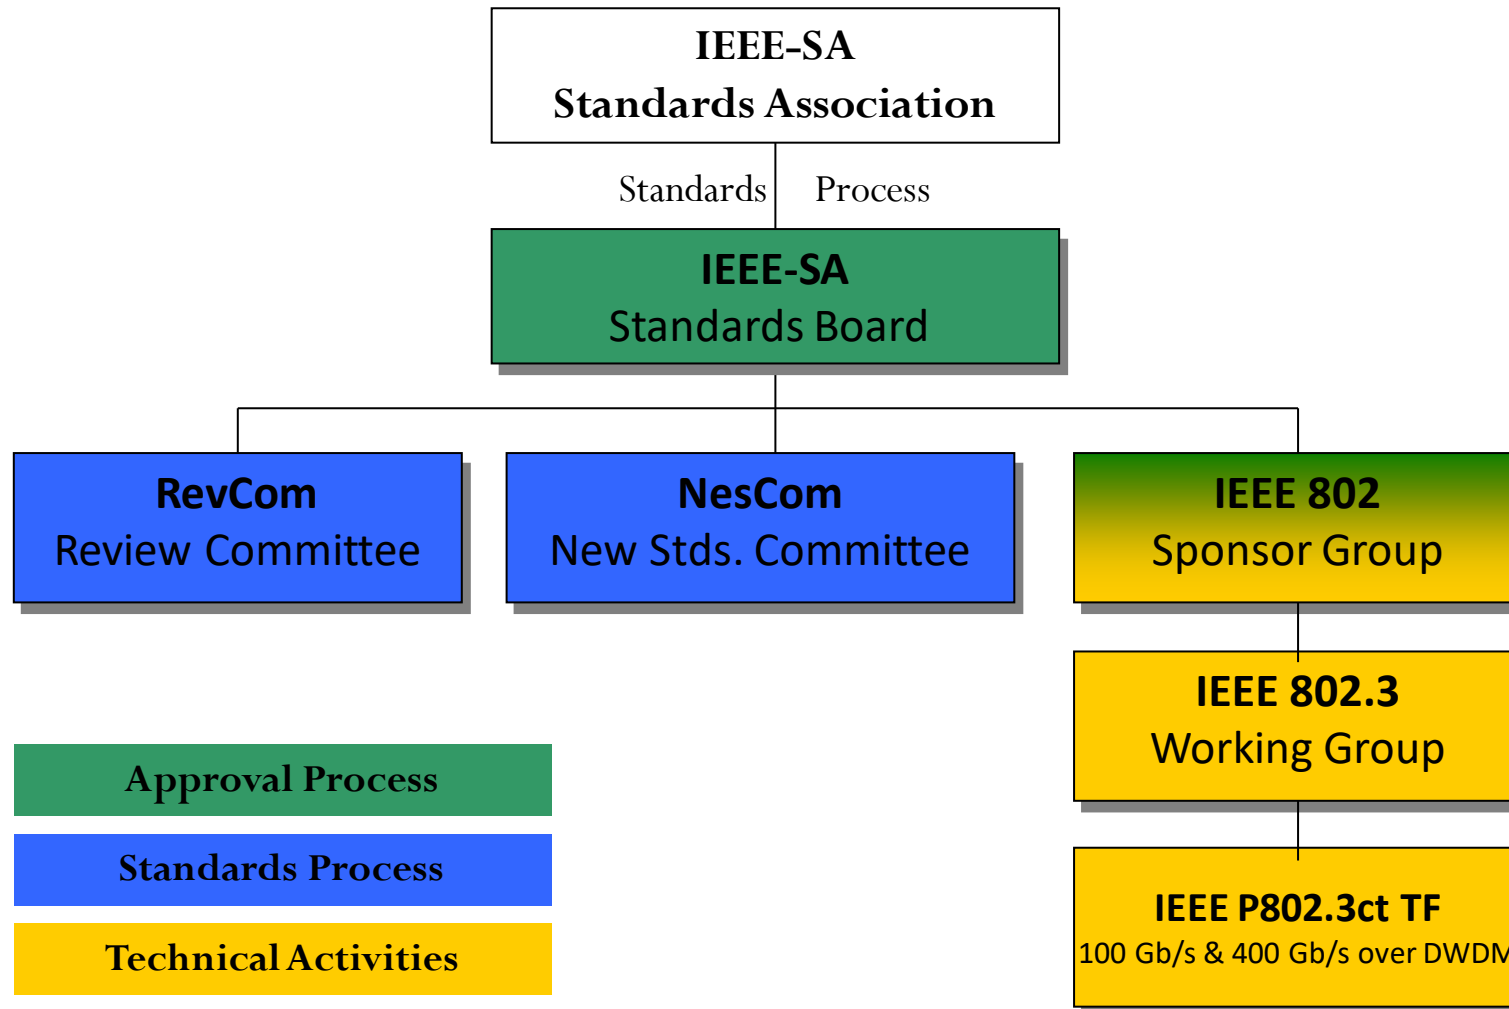 IEEE-SA
Standards Association
Standards Process
IEEE-SA
Standards Board
RevCom
Review Committee
NesCom
New Stds. Committee
IEEE 802
Sponsor Group
IEEE 802.3
Working Group
IEEE P802.3ct TF
100 Gb/s & 400 Gb/s over DWDM
Approval Process
Standards Process
Technical Activities